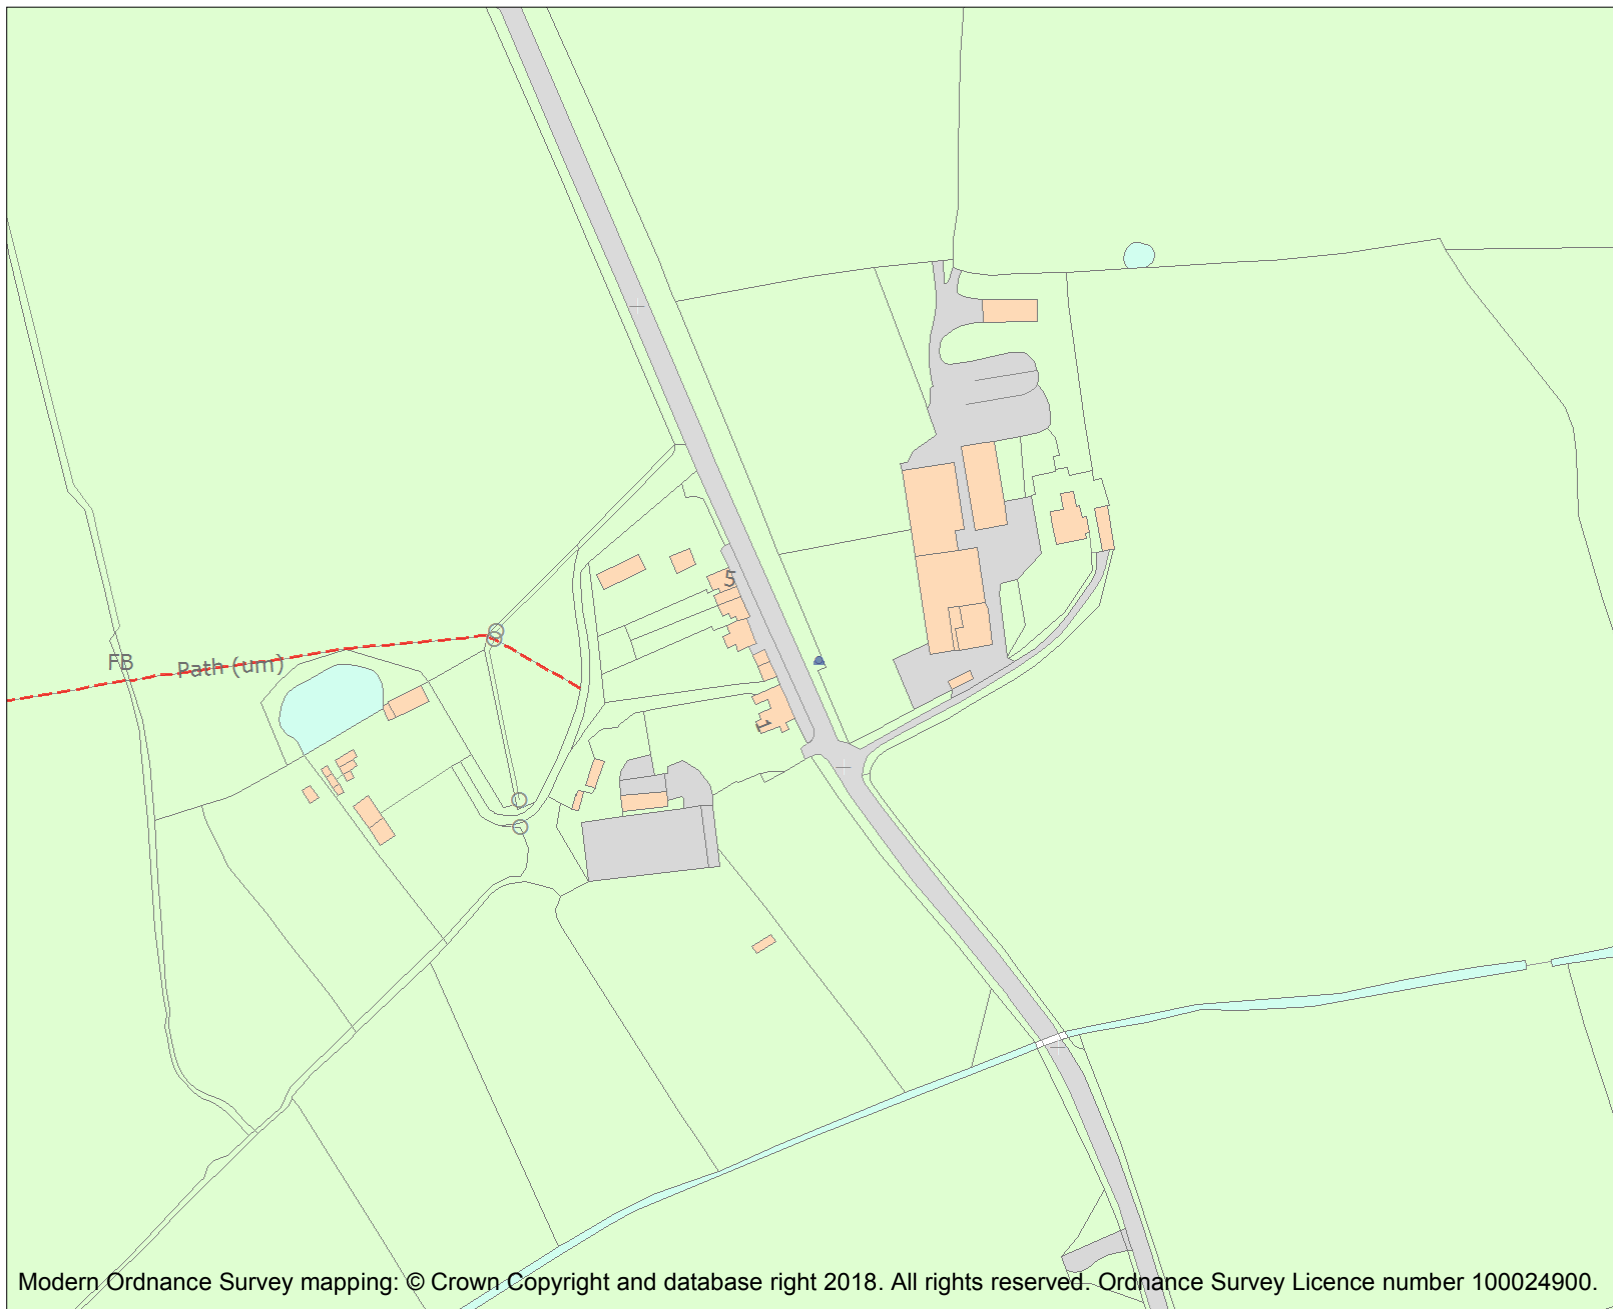 5
FB
Path (um)
1
Modern Ordnance Survey mapping: © Crown Copyright and database right 2018. All rights reserved. Ordnance Survey Licence number 100024900.